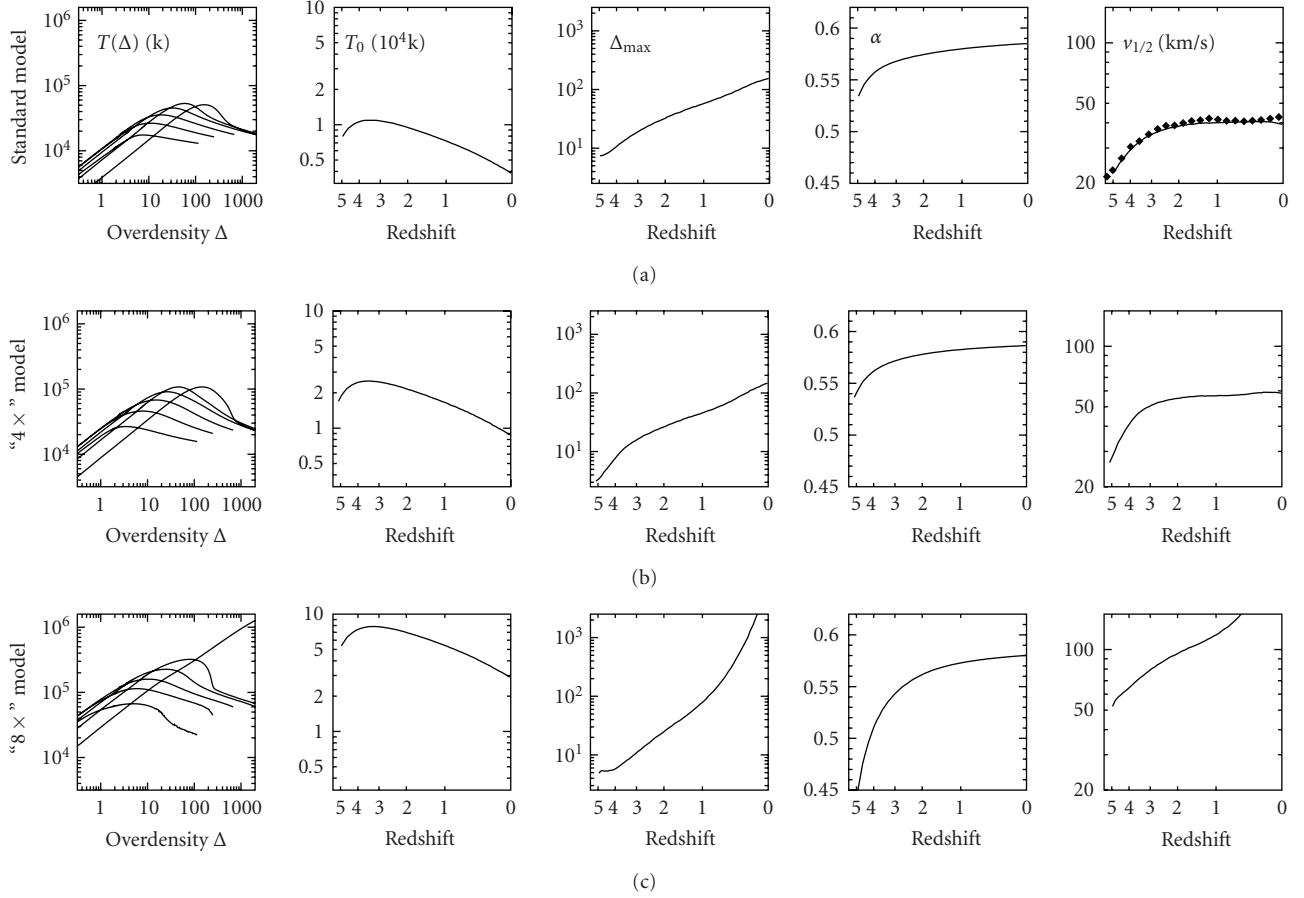 Standard model
T(Δ) (k)
10⁶
10⁵
10⁴
1 10 100 1000
Overdensity Δ
T₀ (10⁴k)
10
5
2
1
0.5
5 4 3 2 1 0
Redshift
Δmax
10³
10²
10¹
5 4 3 2 1 0
Redshift
α
0.6
0.55
0.5
0.45
5 4 3 2 1 0
Redshift
ν₁/₂ (km/s)
100
50
20
5 4 3 2 1 0
Redshift
(a)
“4×” model
10⁶
10⁵
10⁴
1 10 100 1000
Overdensity Δ
10
5
2
1
0.5
5 4 3 2 1 0
Redshift
10³
10²
10¹
5 4 3 2 1 0
Redshift
0.6
0.55
0.5
0.45
5 4 3 2 1 0
Redshift
100
50
20
5 4 3 2 1 0
Redshift
(b)
“8×” model
10⁶
10⁵
10⁴
1 10 100 1000
Overdensity Δ
10
5
2
1
0.5
5 4 3 2 1 0
Redshift
10³
10²
10¹
5 4 3 2 1 0
Redshift
0.6
0.55
0.5
0.45
5 4 3 2 1 0
Redshift
100
50
20
5 4 3 2 1 0
Redshift
(c)